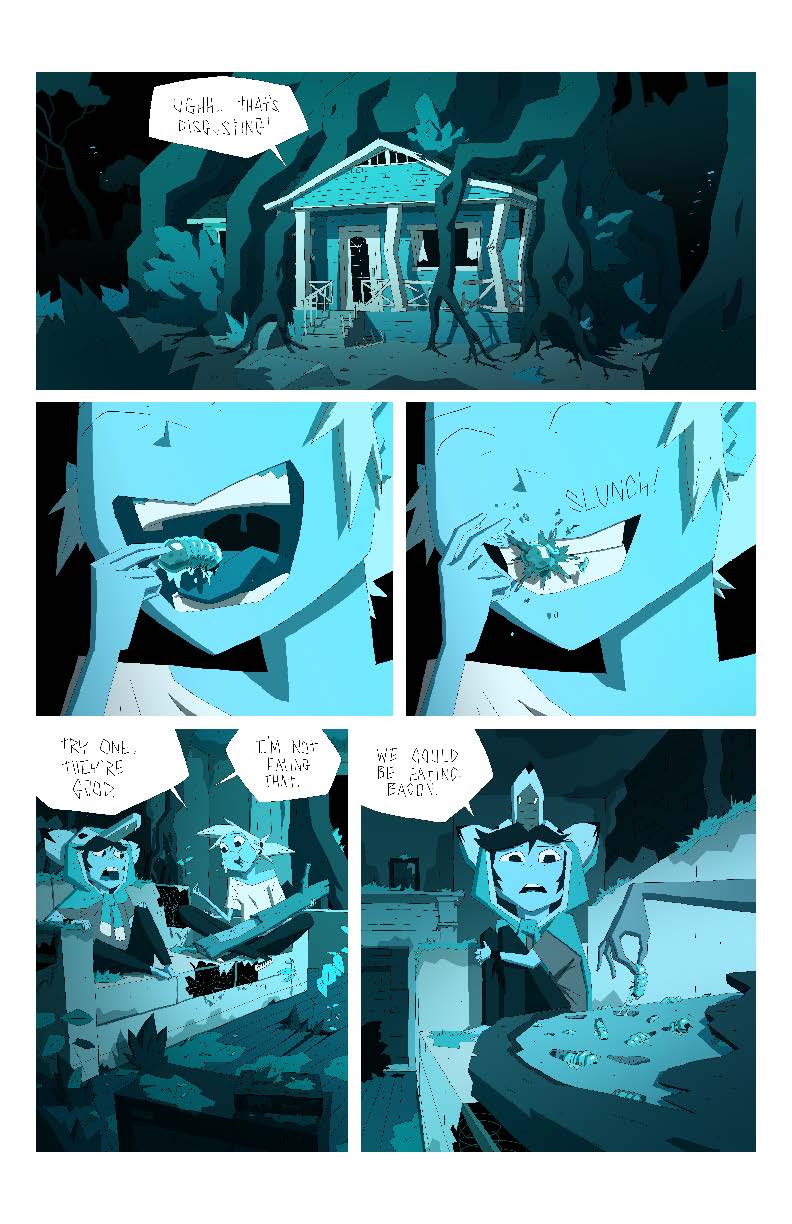 UGHH... THAT'S
DISGUSTING!
SLUNCH!
TRY ONE.
THEY'RE
GOOD.
I'M NOT
EATING
THAT.
WE COULD
BE EATING
BACON.